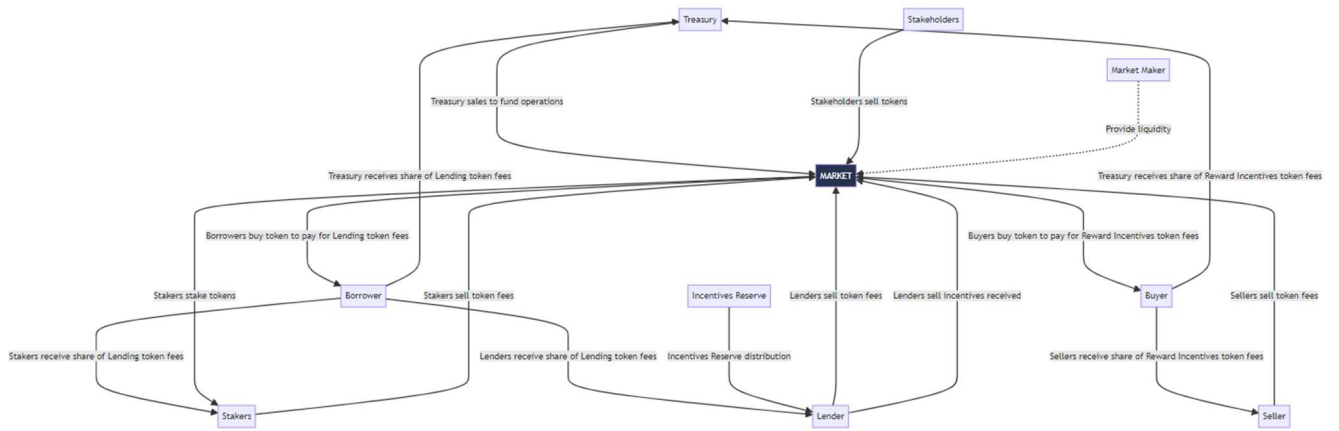 Treasury
Stakeholders
Market Maker
Treasury sales to fund operations
Stakeholders sell tokens
Provide liquidity
Treasury receives share of Lending token fees
MARKET
Treasury receives share of Reward Incentives token fees
Borrowers buy token to pay for Lending token fees
Buyers buy token to pay for Reward Incentives token fees
Stakers stake tokens
Borrower
Stakers sell token fees
Incentives Reserve
Lenders sell token fees
Lenders sell incentives received
Buyer
Sellers sell token fees
Stakers receive share of Lending token fees
Lenders receive share of Lending token fees
Incentives Reserve distribution
Sellers receive share of Reward Incentives token fees
Stakers
Lender
Seller